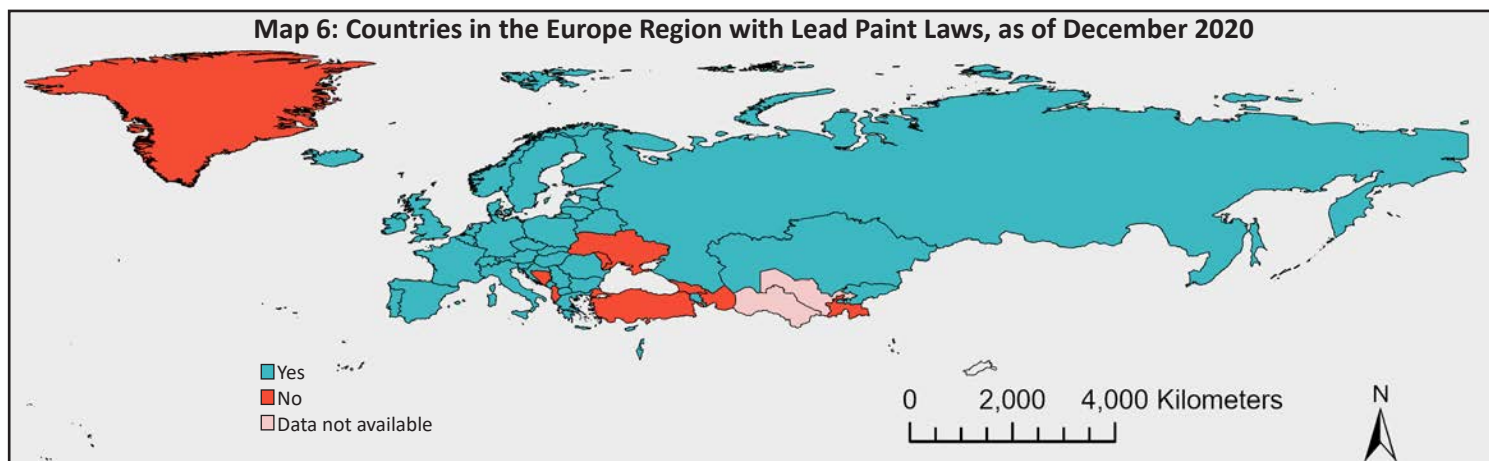 Map 6: Countries in the Europe Region with Lead Paint Laws, as of December 2020
Yes
No
Data not available
0 2,000 4,000 Kilometers
N